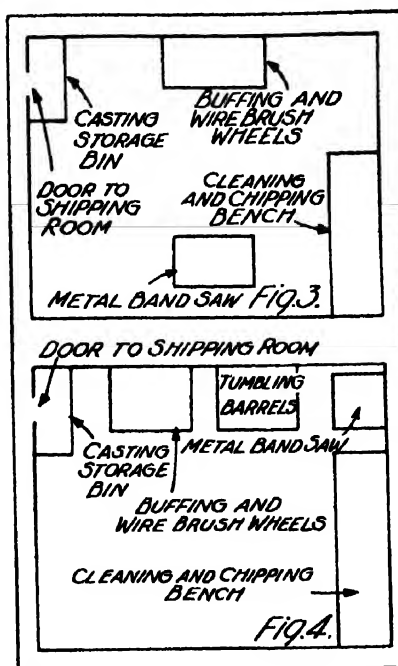 CASTING
STORAGE
BIN
BUFFING AND
WIRE BRUSH
WHEELS
DOOR TO
SHIPPING
ROOM
CLEANING
AND CHIPPING
BENCH
METAL BAND SAW
Fig.3.
DOOR TO SHIPPING ROOM
TUMBLING
BARRELS
CASTING
STORAGE
BIN
METAL BAND SAW
BUFFING AND
WIRE BRUSH WHEELS
CLEANING AND CHIPPING
BENCH
Fig.4.